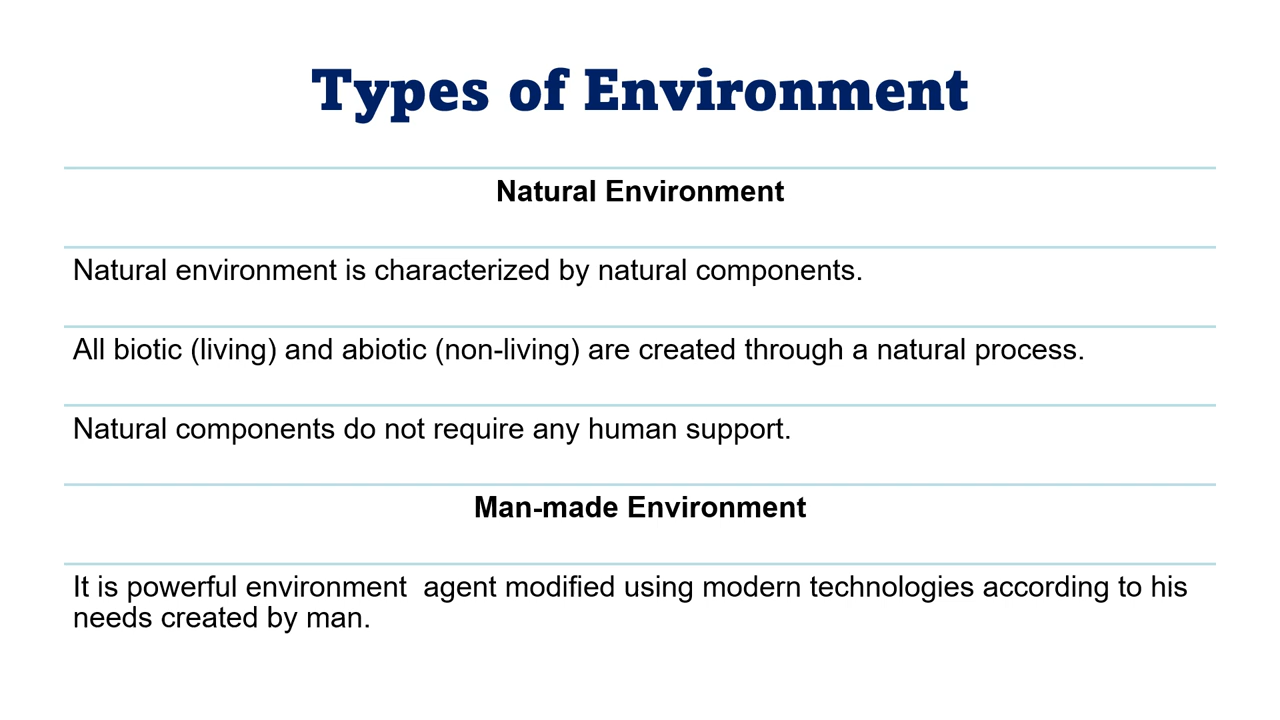 Types of Environment
Natural Environment
Natural environment is characterized by natural components.
All biotic (living) and abiotic (non-living) are created through a natural process.
Natural components do not require any human support.
Man-made Environment
It is powerful environment  agent modified using modern technologies according to his
needs created by man.